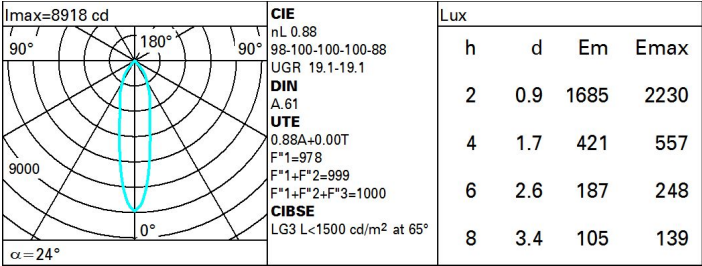 Imax=8918 cd
90°
180°
90°
9000
0°
α=24°
CIE
nL 0.88
98-100-100-100-88
UGR 19.1-19.1
DIN
A.61
UTE
0.88A+0.00T
F"1=978
F"1+F"2=999
F"1+F"2+F"3=1000
CIBSE
LG3 L<1500 cd/m² at 65°
Lux
h d Em Emax
2 0.9 1685 2230
4 1.7 421 557
6 2.6 187 248
8 3.4 105 139